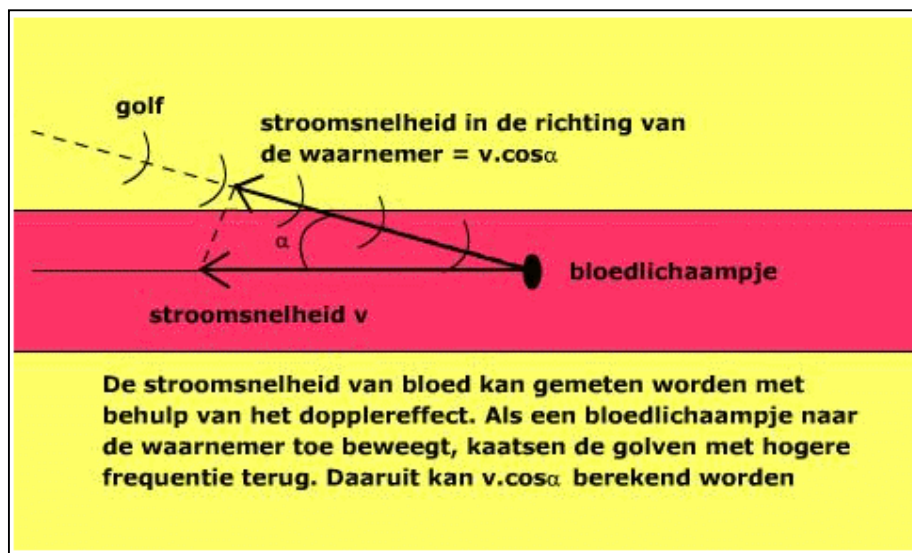 golf
stroomsnelheid in de richting van
de waarnemer = v.cosα
α
bloedlichaampje
stroomsnelheid v
De stroomsnelheid van bloed kan gemeten worden met
behulp van het dopplereffect. Als een bloedlichaampje naar
de waarnemer toe beweegt, kaatsen de golven met hogere
frequentie terug. Daaruit kan v.cosα berekend worden